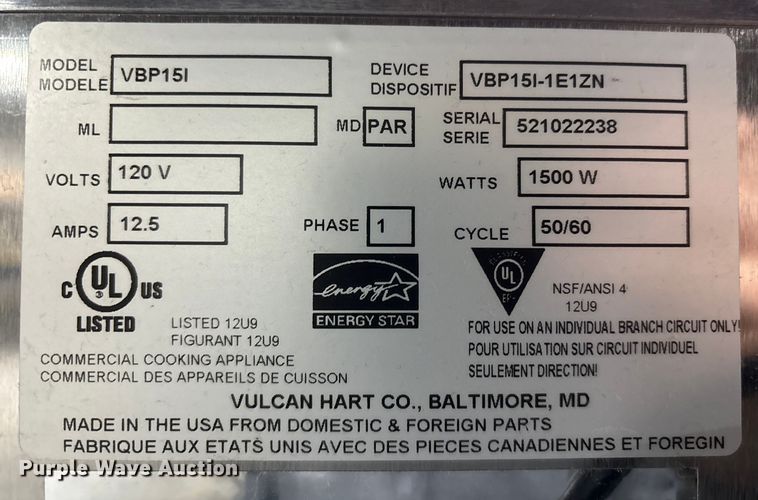 MODEL VBP15I DEVICE VBP15I-1E1ZN
MODELÉ DISPOSITIF
ML MD PAR SERIAL 521022238
SERIE
VOLTS 120 V WATTS 1500 W
AMPS 12.5 PHASE 1 CYCLE 50/60
C UL US
LISTED
LISTED 12U9
FIGURANT 12U9
energy
ENERGY STAR
CLASSIFIED
UL
EPH
NSF/ANSI 4
12U9
COMMERCIAL COOKING APPLIANCE
COMMERCIAL DES APPAREILS DE CUISSON
FOR USE ON AN INDIVIDUAL BRANCH CIRCUIT ONLY!
POUR UTILISATION SUR CIRCUIT INDIVIDUEL
SEULEMENT DIRECTION!
VULCAN HART CO., BALTIMORE, MD
MADE IN THE USA FROM DOMESTIC & FOREIGN PARTS
FABRIQUE AUX ETATS UNIS AVEC DES PIECES CANADIENNES ET FOREGIN
Purple Wave Auction